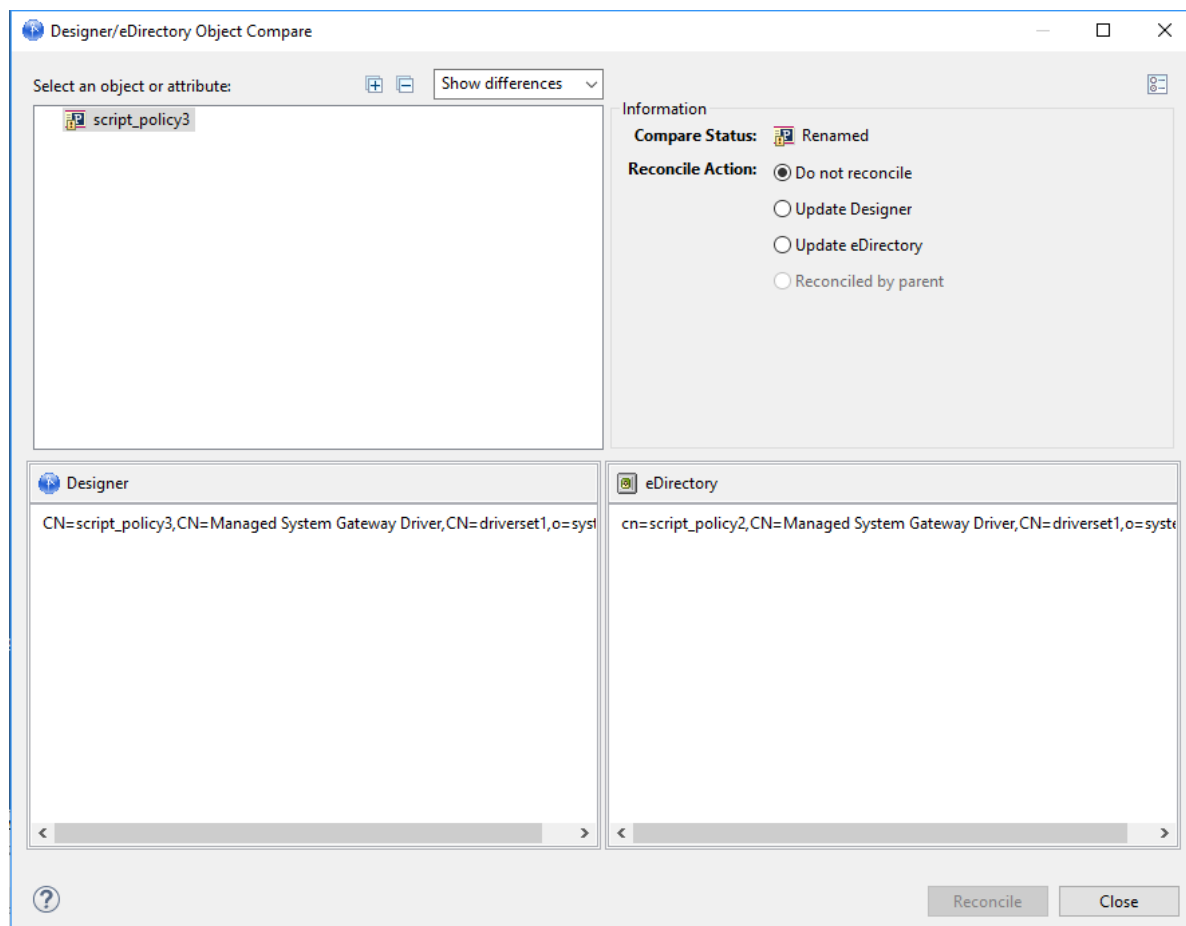 Designer/eDirectory Object Compare
Select an object or attribute:
Show differences
script_policy3
Information
Compare Status: Renamed
Reconcile Action: Do not reconcile
Update Designer
Update eDirectory
Reconciled by parent
Designer
CN=script_policy3,CN=Managed System Gateway Driver,CN=driverset1,o=syst
eDirectory
cn=script_policy2,CN=Managed System Gateway Driver,CN=driverset1,o=syste
Reconcile
Close